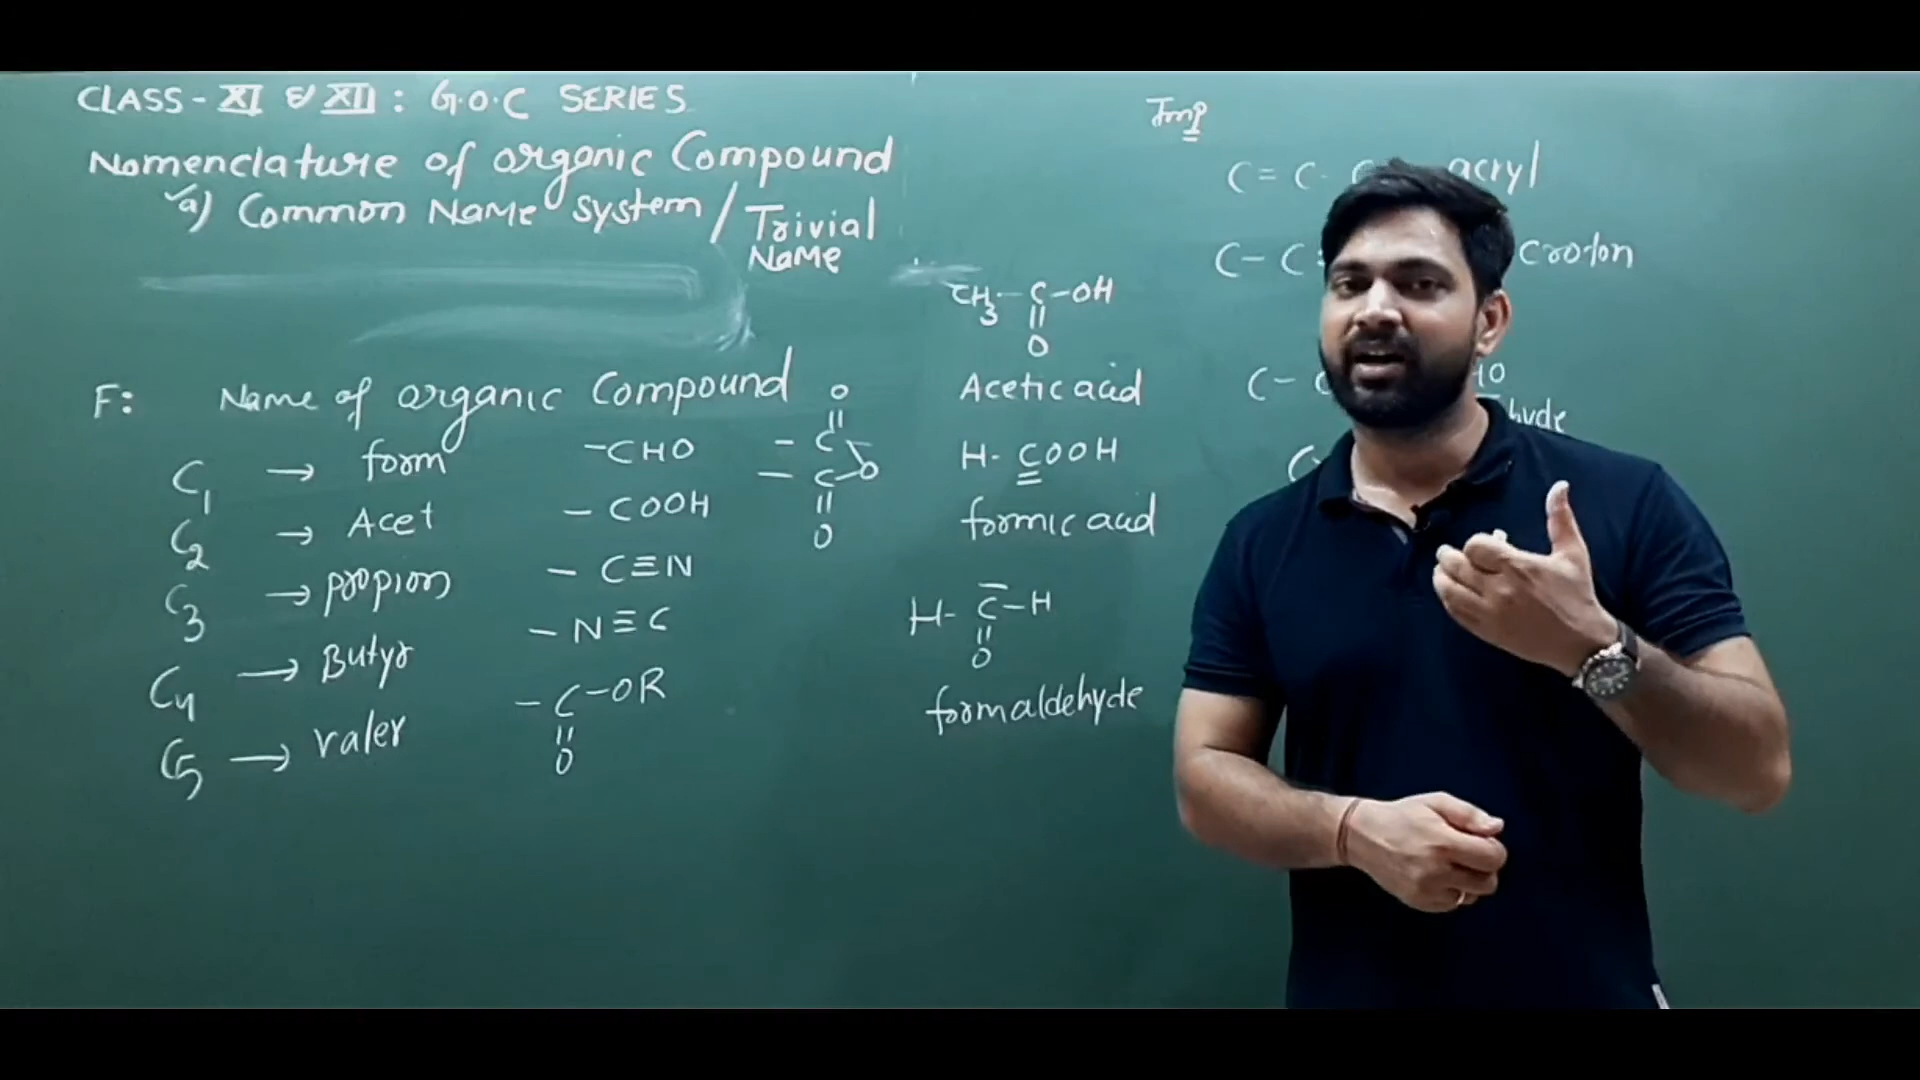 CLASS - XI & XII : G.O.C SERIES
Nomenclature of organic Compound
a) Common Name system / Trivial Name
F: Name of organic Compound
C1 → form
C2 → Acet
C3 → propion
C4 → Butyr
C5 → valer
-CHO
- COOH
- C≡N
- N≡C
- C-OR
=
O
O
=
- C
O
- C
=
O
CH3 - C-OH
=
O
Acetic acid
H- COOH
formic acid
H- C-H
=
O
formaldehyde
Imp
C = C - C acryl
C- C Croton
C- C
hyde